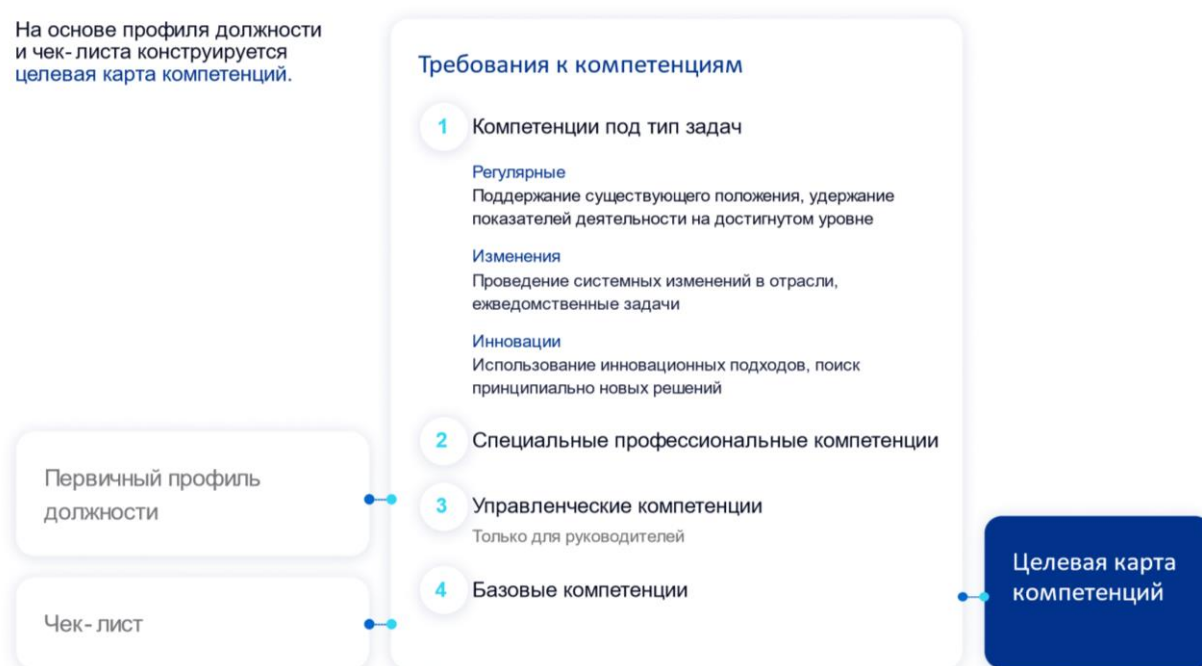 На основе профиля должности
и чек- листа конструируется
целевая карта компетенций.
Требования к компетенциям
1 Компетенции под тип задач
Регулярные
Поддержание существующего положения, удержание
показателей деятельности на достигнутом уровне
Изменения
Проведение системных изменений в отрасли,
ежведомственные задачи
Инновации
Использование инновационных подходов, поиск
принципиально новых решений
2 Специальные профессиональные компетенции
3 Управленческие компетенции
Только для руководителей
4 Базовые компетенции
Первичный профиль
должности
Чек- лист
Целевая карта
компетенций